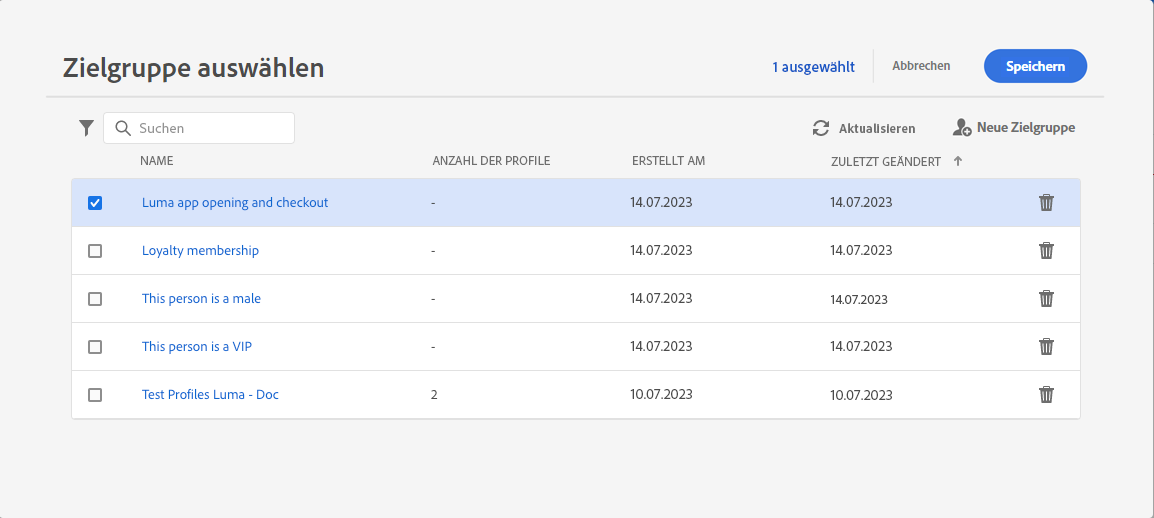 Zielgruppe auswählen
1 ausgewählt Abbrechen Speichern
Suchen Aktualisieren Neue Zielgruppe
NAME ANZAHL DER PROFILE ERSTELLT AM ZULETZT GEÄNDERT
Luma app opening and checkout - 14.07.2023 14.07.2023
Loyalty membership - 14.07.2023 14.07.2023
This person is a male - 14.07.2023 14.07.2023
This person is a VIP - 14.07.2023 14.07.2023
Test Profiles Luma - Doc 2 10.07.2023 10.07.2023